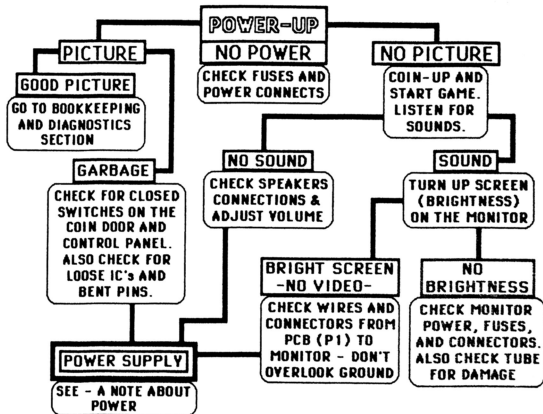 POWER-UP
NO POWER
CHECK FUSES AND
POWER CONNECTS
PICTURE
GOOD PICTURE
GO TO BOOKKEEPING
AND DIAGNOSTICS
SECTION
GARBAGE
CHECK FOR CLOSED
SWITCHES ON THE
COIN DOOR AND
CONTROL PANEL.
ALSO CHECK FOR
LOOSE IC's AND
BENT PINS.
NO PICTURE
COIN-UP AND
START GAME.
LISTEN FOR
SOUNDS.
NO SOUND
CHECK SPEAKERS
CONNECTIONS &
ADJUST VOLUME
SOUND
TURN UP SCREEN
(BRIGHTNESS)
ON THE MONITOR
BRIGHT SCREEN
-NO VIDEO-
CHECK WIRES AND
CONNECTORS FROM
PCB (P1) TO
MONITOR - DON'T
OVERLOOK GROUND
NO
BRIGHTNESS
CHECK MONITOR
POWER, FUSES,
AND CONNECTORS.
ALSO CHECK TUBE
FOR DAMAGE
POWER SUPPLY
SEE - A NOTE ABOUT
POWER